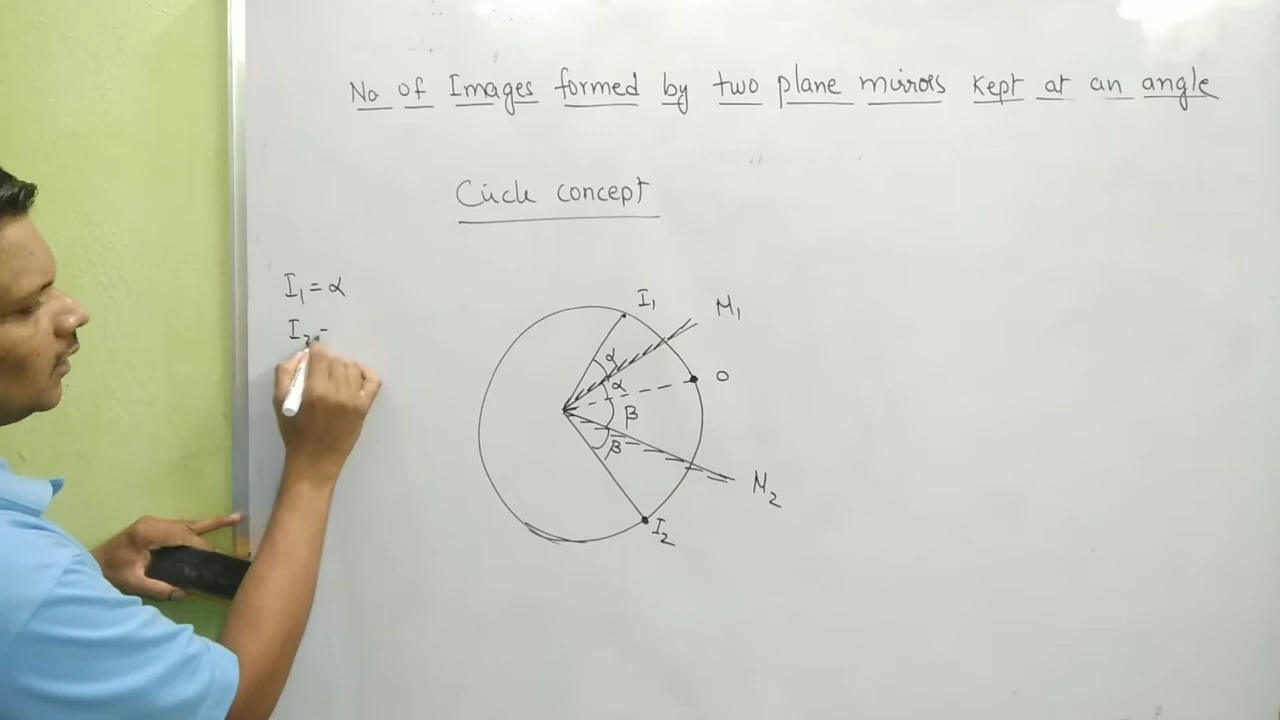 No of Images formed by two plane mirrors kept at an angle
Circle concept
I₁ = α
I₂ =
I₁
M₁
α
α
O
β
β
M₂
I₂